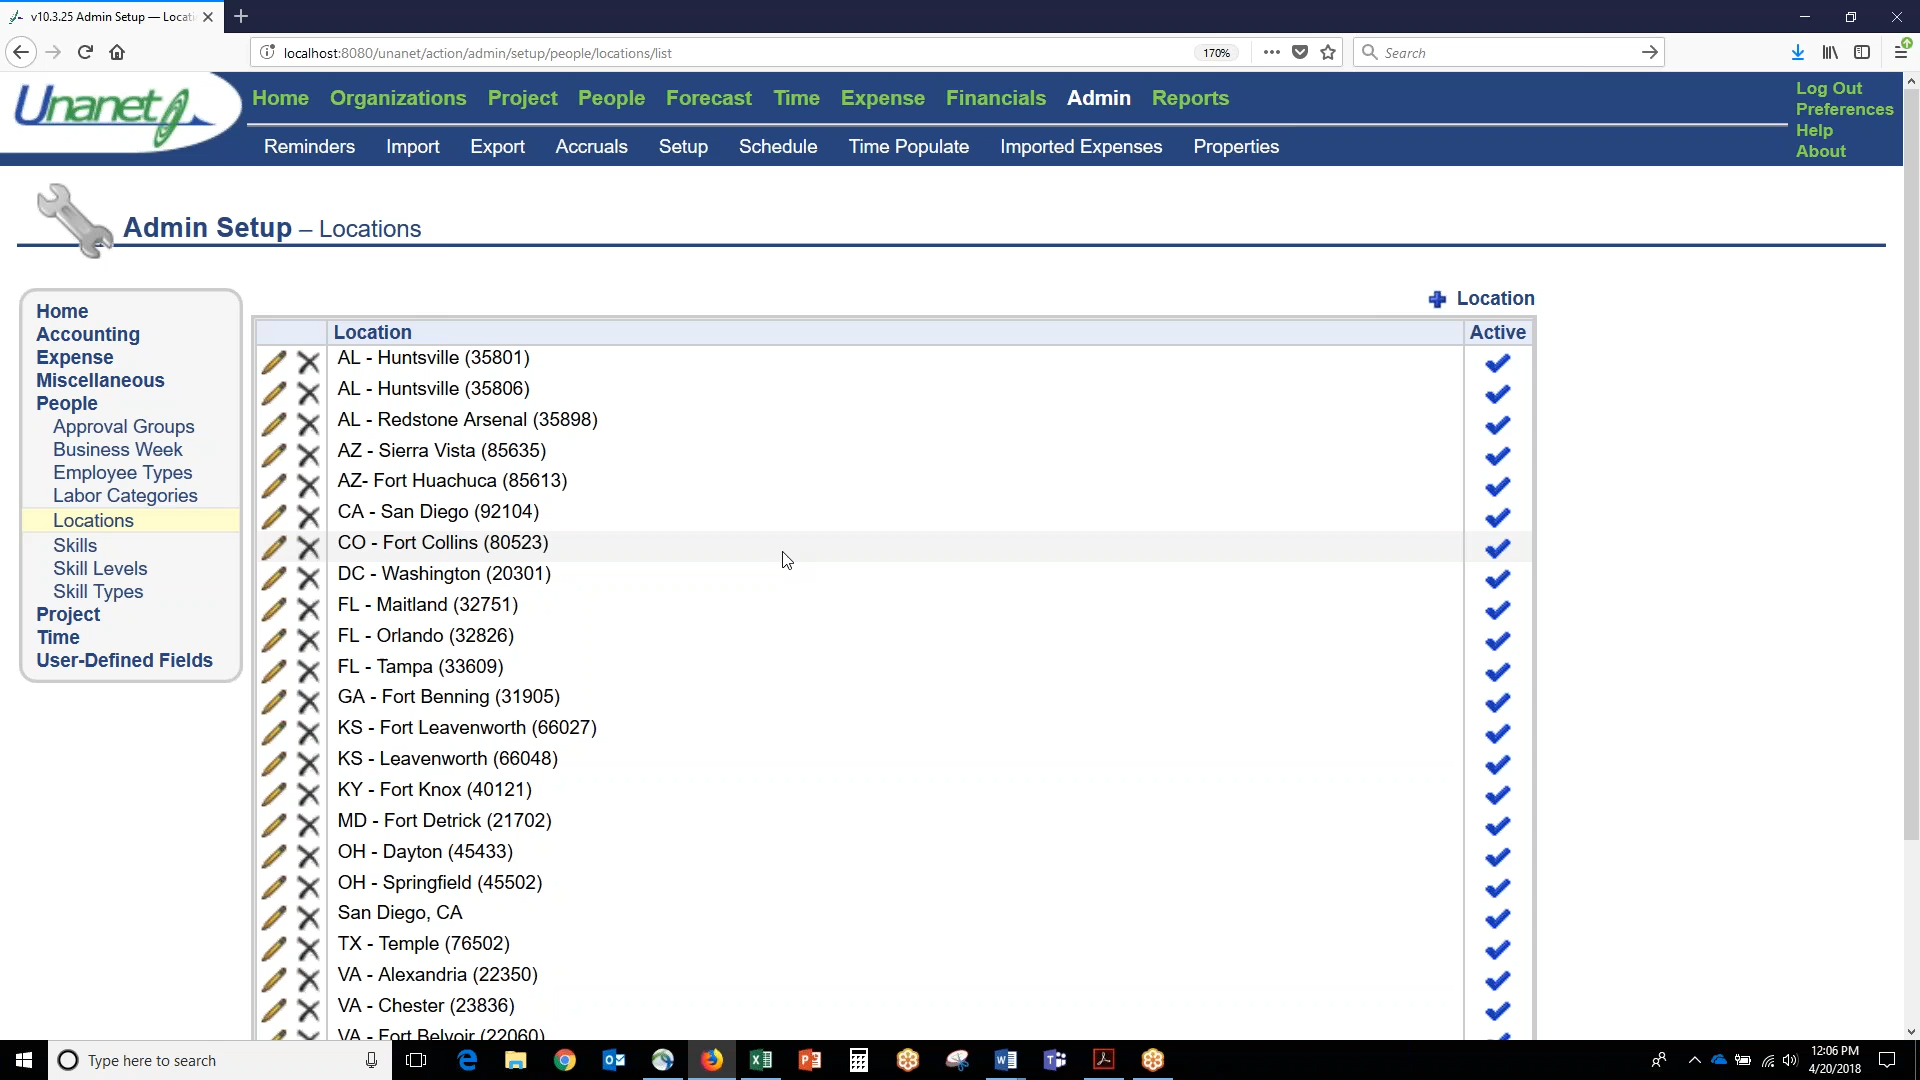 v10.3.25 Admin Setup — Locati
localhost:8080/unanet/action/admin/setup/people/locations/list
170%
Search
Unanet
Home Organizations Project People Forecast Time Expense Financials Admin Reports
Log Out
Preferences
Help
About
Reminders Import Export Accruals Setup Schedule Time Populate Imported Expenses Properties
Admin Setup – Locations
Home
Accounting
Expense
Miscellaneous
People
Approval Groups
Business Week
Employee Types
Labor Categories
Locations
Skills
Skill Levels
Skill Types
Project
Time
User-Defined Fields
Location
Location Active
AL - Huntsville (35801)
AL - Huntsville (35806)
AL - Redstone Arsenal (35898)
AZ - Sierra Vista (85635)
AZ- Fort Huachuca (85613)
CA - San Diego (92104)
CO - Fort Collins (80523)
DC - Washington (20301)
FL - Maitland (32751)
FL - Orlando (32826)
FL - Tampa (33609)
GA - Fort Benning (31905)
KS - Fort Leavenworth (66027)
KS - Leavenworth (66048)
KY - Fort Knox (40121)
MD - Fort Detrick (21702)
OH - Dayton (45433)
OH - Springfield (45502)
San Diego, CA
TX - Temple (76502)
VA - Alexandria (22350)
VA - Chester (23836)
VA - Fort Belvoir (22060)
Type here to search
12:06 PM
4/20/2018